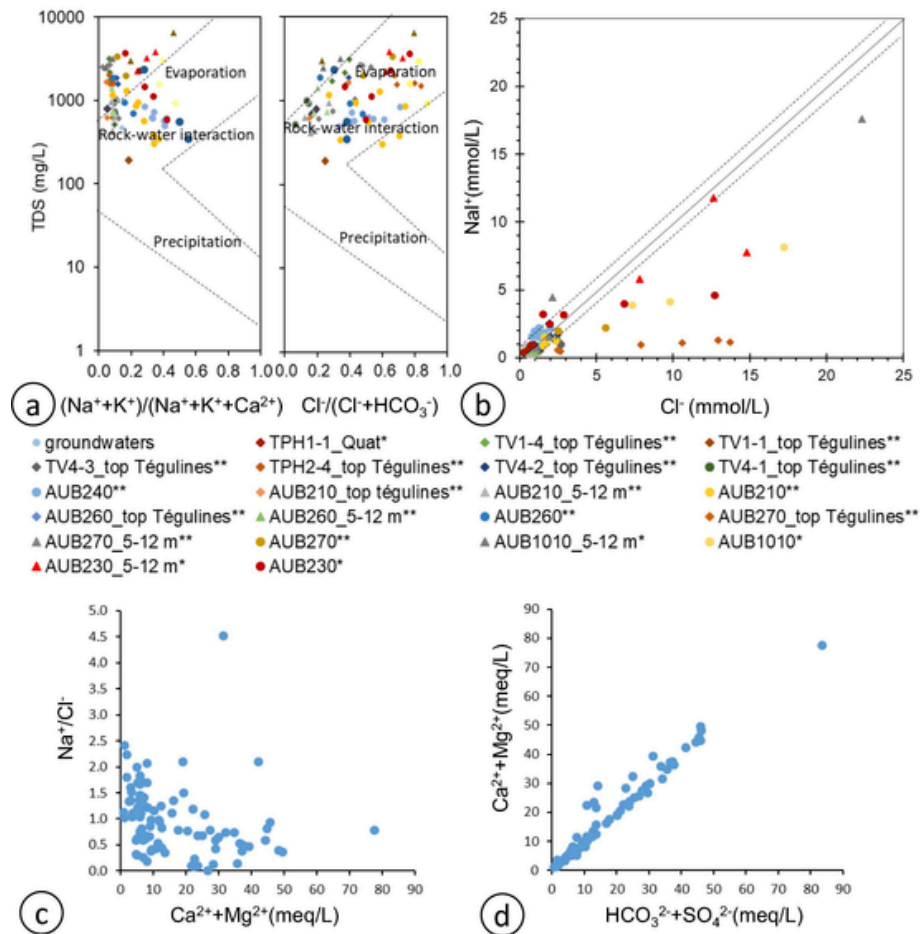 10000
1000
100
10
1
TDS (mg/L)
Evaporation
Rock-water interaction
Precipitation
0.0 0.2 0.4 0.6 0.8 1.0
(Na⁺+K⁺)/(Na⁺+K⁺+Ca²⁺)
Evaporation
Rock-water interaction
Precipitation
0.0 0.2 0.4 0.6 0.8 1.0
Cl⁻/(Cl⁻+HCO₃⁻)
a
25
20
15
10
5
0
NaI⁺(mmol/L)
0 5 10 15 20 25
Cl⁻ (mmol/L)
b
groundwaters TPH1-1_Quat* TV1-4_top Tégulines** TV1-1_top Tégulines**
TV4-3_top Tégulines** TPH2-4_top Tégulines** TV4-2_top Tégulines** TV4-1_top Tégulines**
AUB240** AUB210_top tégulines** AUB210_5-12 m** AUB210**
AUB260_top Tégulines** AUB260_5-12 m** AUB260** AUB270_top Tégulines**
AUB270_5-12 m** AUB270** AUB1010_5-12 m* AUB1010*
AUB230_5-12 m* AUB230*
5.0
4.5
4.0
3.5
3.0
2.5
2.0
1.5
1.0
0.5
0.0
Na⁺/Cl⁻
0 10 20 30 40 50 60 70 80 90
Ca²⁺+Mg²⁺(meq/L)
c
90
80
70
60
50
40
30
20
10
0
Ca²⁺+Mg²⁺(meq/L)
0 10 20 30 40 50 60 70 80 90
HCO₃²⁻+SO₄²⁻(meq/L)
d